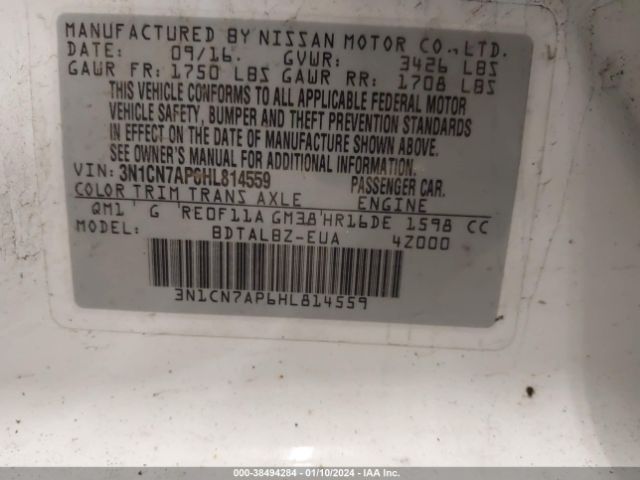 MANUFACTURED BY NISSAN MOTOR CO., LTD.
DATE: 09/16. GVWR: 3426 LBS
GAWR FR: 1750 LBS GAWR RR: 1708 LBS
THIS VEHICLE CONFORMS TO ALL APPLICABLE FEDERAL MOTOR
VEHICLE SAFETY, BUMPER AND THEFT PREVENTION STANDARDS
IN EFFECT ON THE DATE OF MANUFACTURE SHOWN ABOVE.
SEE OWNER'S MANUAL FOR ADDITIONAL INFORMATION.
VIN: 3N1CN7AP6HL814559 PASSENGER CAR.
COLOR TRIM TRANS AXLE ENGINE
QM1' G 'RE0F11A GM38'HR16DE 1598 CC
MODEL: BDTALBZ-EUA 4Z000
3N1CN7AP6HL814559
000-38494284 - 01/10/2024 - IAA Inc.